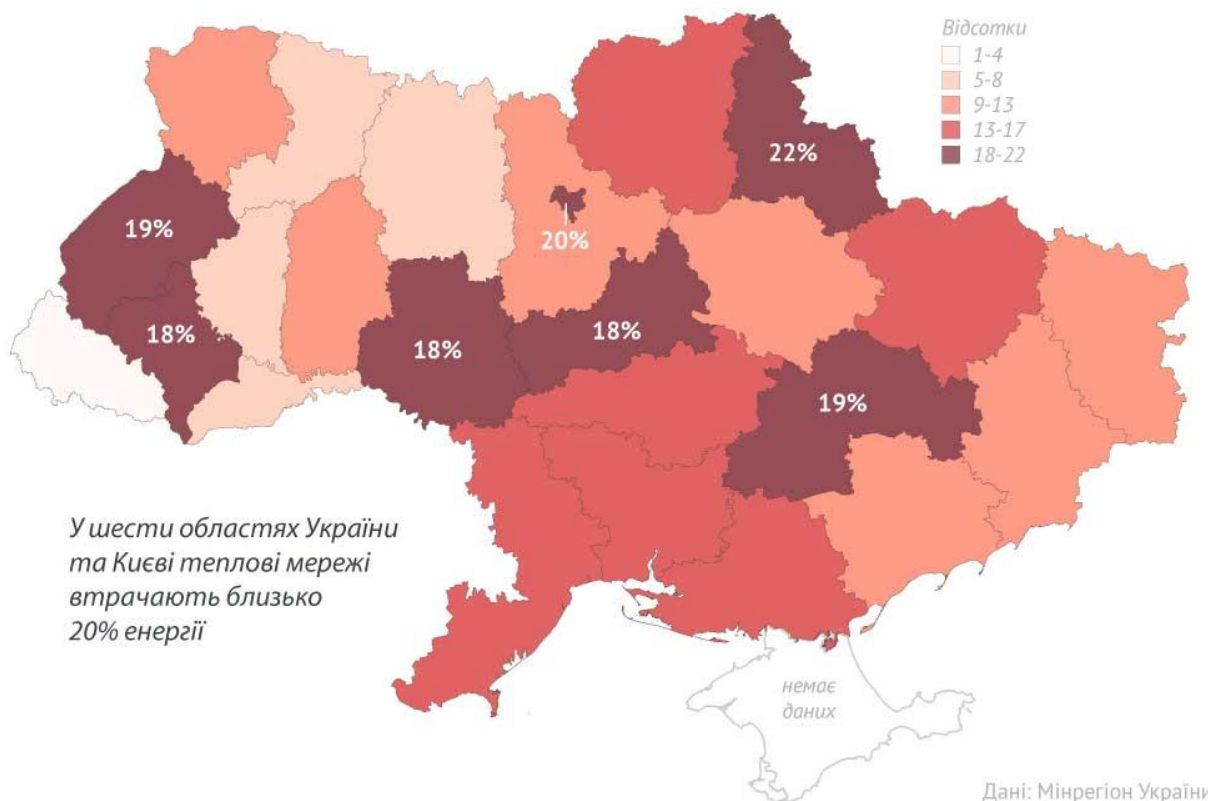 Відсотки
1-4
5-8
9-13
13-17
18-22
22%
19%
20%
18%
18%
18%
19%
У шести областях України
та Києві теплові мережі
втрачають близько
20% енергії
немає
даних
Дані: Мінрегіон України